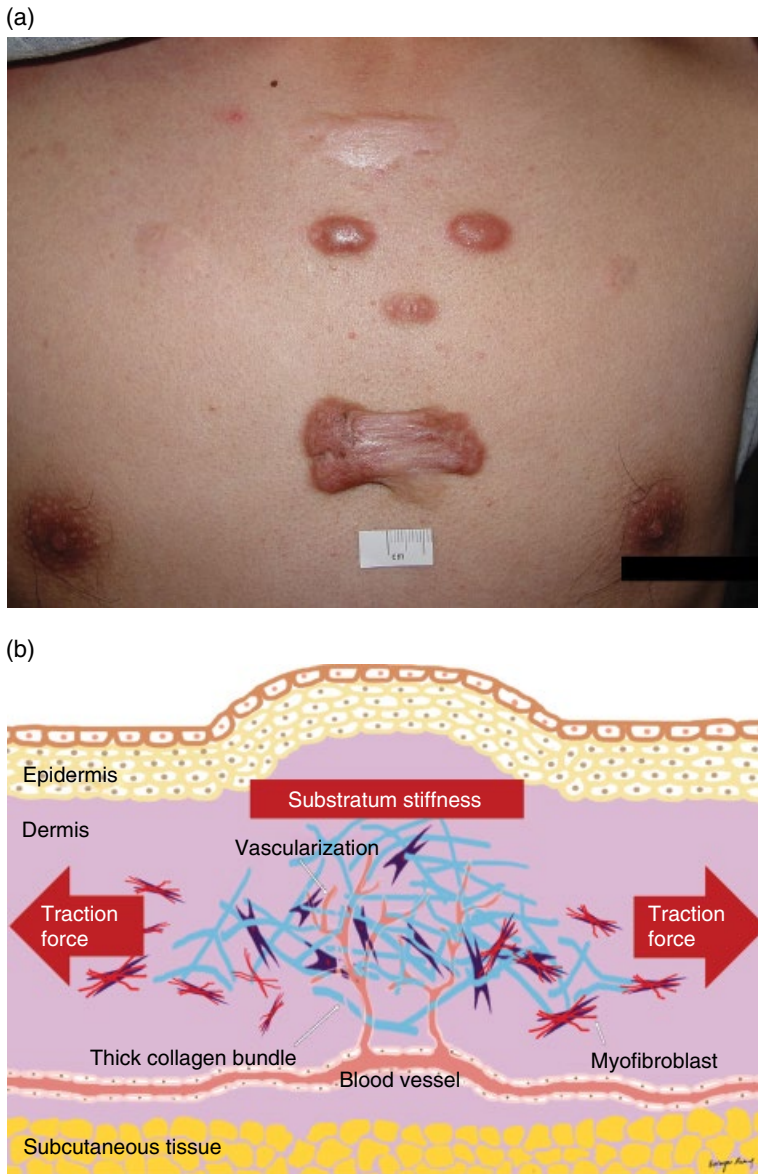 (a)
cm
(b)
Epidermis
Substratum stiffness
Dermis
Vascularization
Traction
force
Traction
force
Thick collagen bundle
Myofibroblast
Blood vessel
Subcutaneous tissue